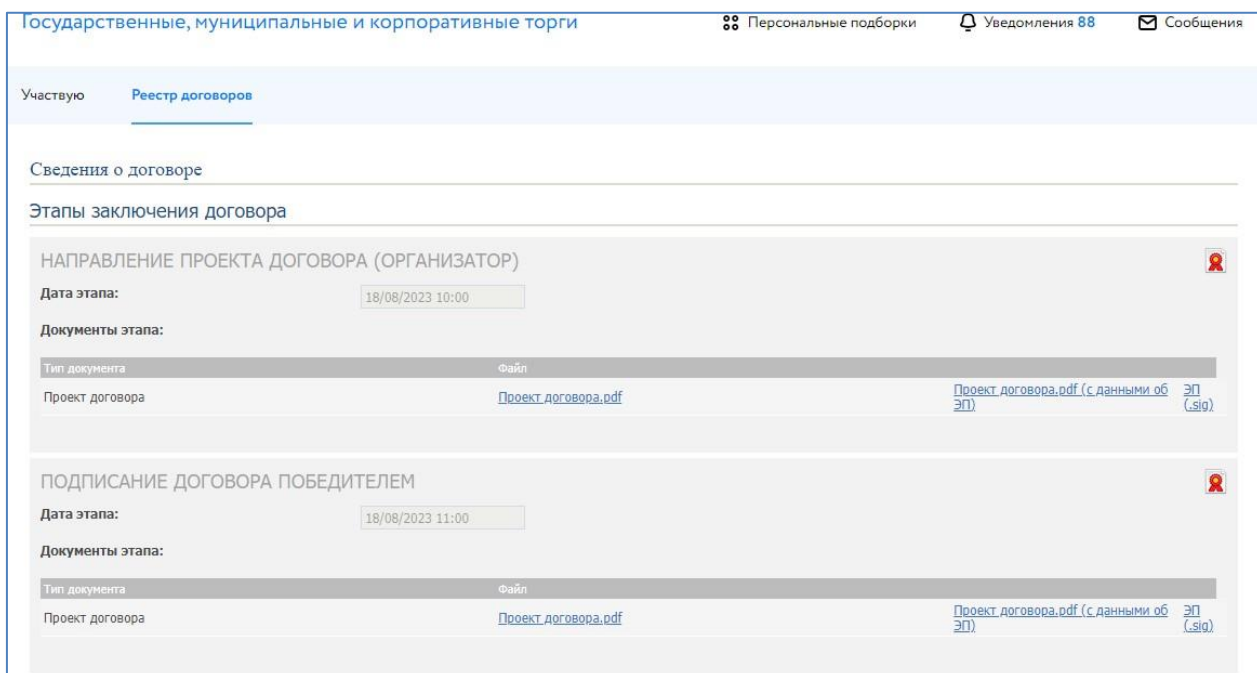 Государственные, муниципальные и корпоративные торги Персональные подборки Уведомления 88 Сообщения
Участвую Реестр договоров
Сведения о договоре
Этапы заключения договора
НАПРАВЛЕНИЕ ПРОЕКТА ДОГОВОРА (ОРГАНИЗАТОР)
Дата этапа: 18/08/2023 10:00
Документы этапа:
Тип документа Файл
Проект договора Проект договора.pdf Проект договора.pdf (с данными об ЭП
ЭП) (.sig)
ПОДПИСАНИЕ ДОГОВОРА ПОБЕДИТЕЛЕМ
Дата этапа: 18/08/2023 11:00
Документы этапа:
Тип документа Файл
Проект договора Проект договора.pdf Проект договора.pdf (с данными об ЭП
ЭП) (.sig)